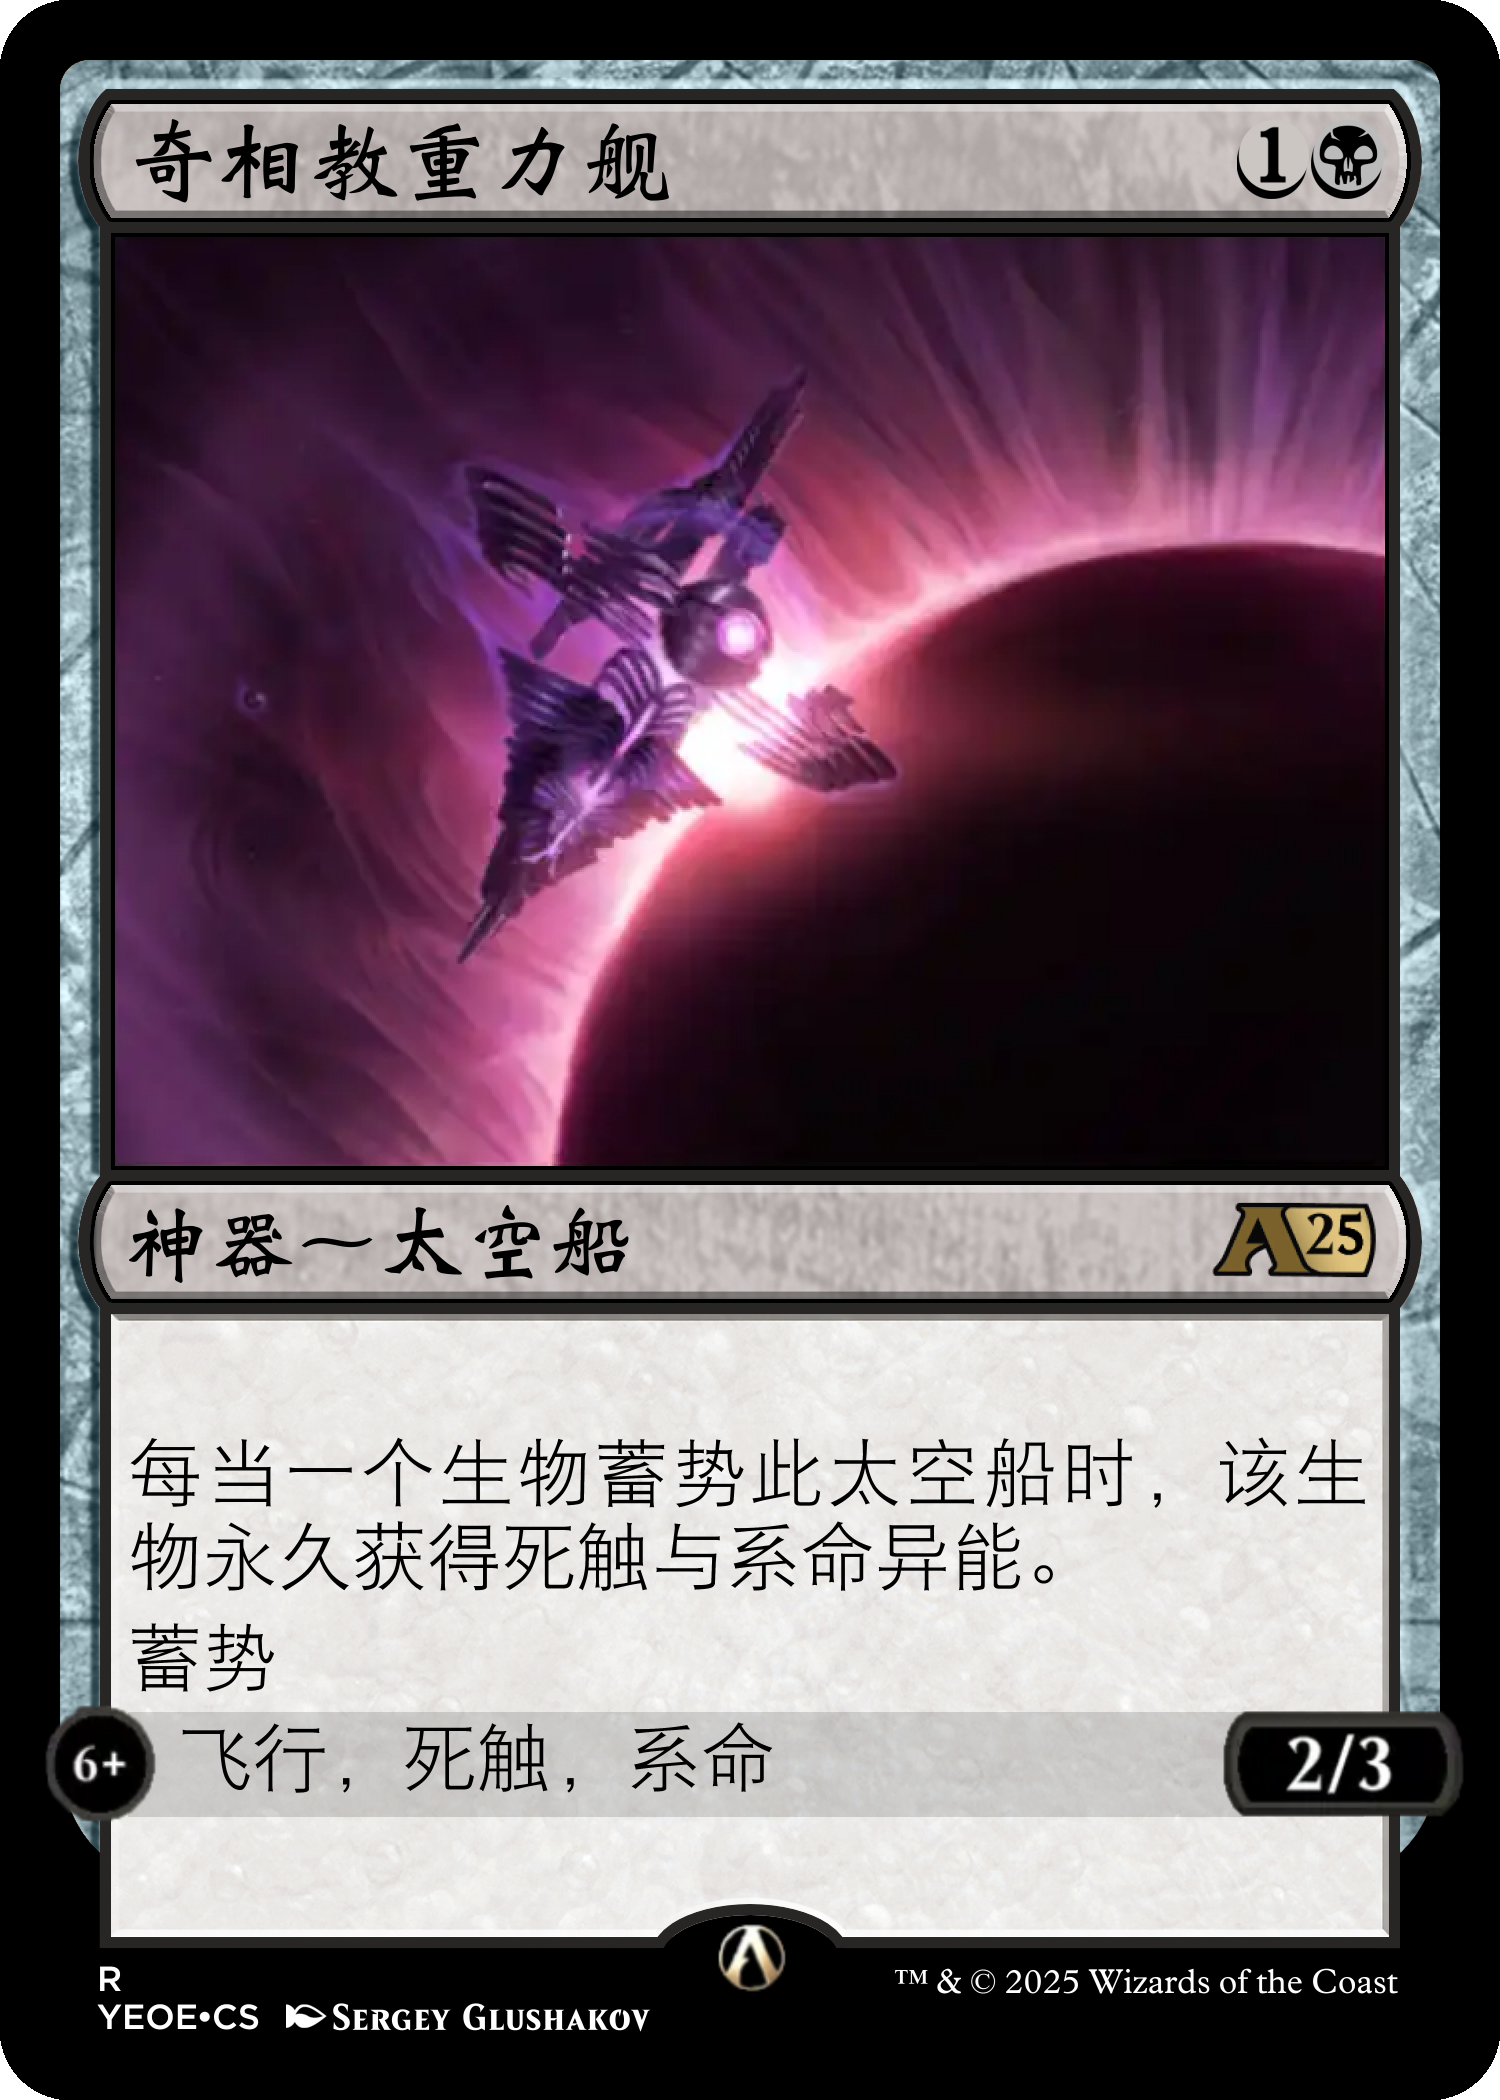 奇相教重力舰 1
神器～太空船 A25
每当一个生物蓄势此太空船时，该生
物永久获得死触与系命异能。
蓄势
6+ 飞行，死触，系命 2/3
R
™ & © 2025 Wizards of the Coast
YEOE•CS SERGEY GLUSHAKOV